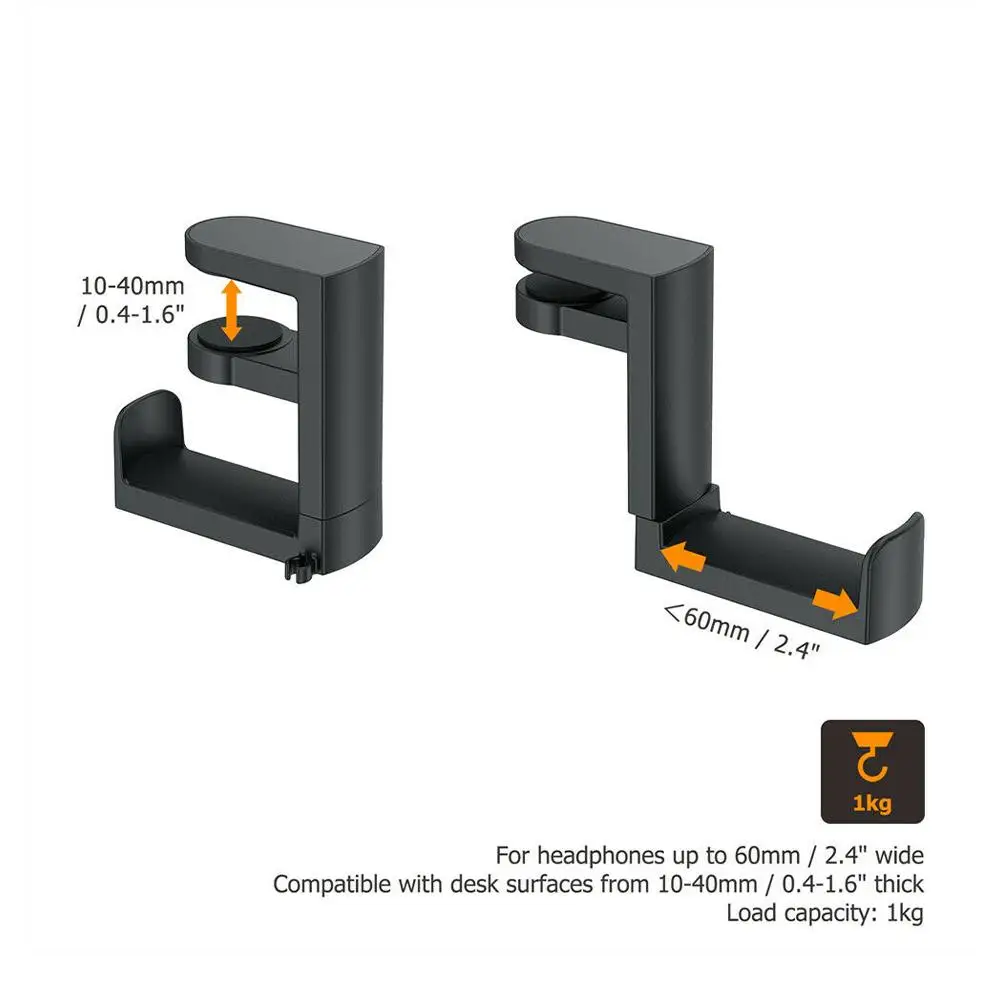 10-40mm
/ 0.4-1.6"
<60mm / 2.4"
1kg
For headphones up to 60mm / 2.4" wide
Compatible with desk surfaces from 10-40mm / 0.4-1.6" thick
Load capacity: 1kg